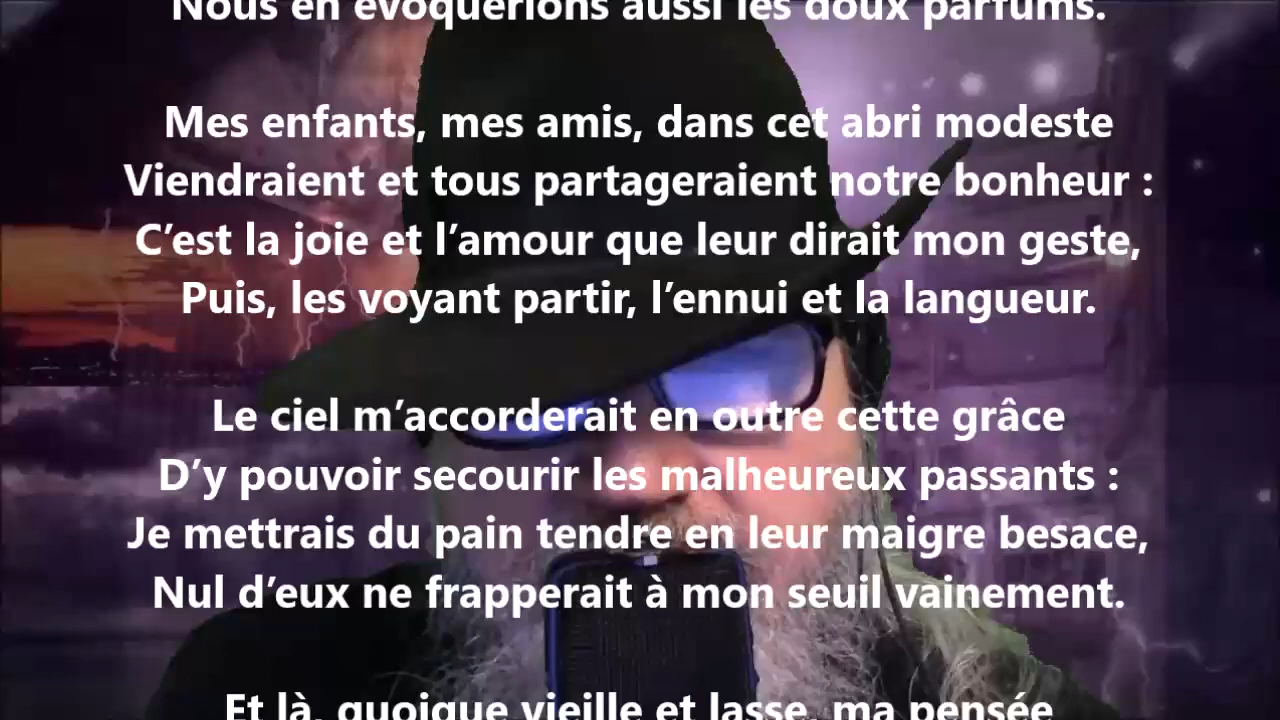 Nous en évoquerions aussi les doux parfums.
Mes enfants, mes amis, dans cet abri modeste
Viendraient et tous partageraient notre bonheur :
C’est la joie et l’amour que leur dirait mon geste,
Puis, les voyant partir, l’ennui et la langueur.
Le ciel m’accorderait en outre cette grâce
D’y pouvoir secourir les malheureux passants :
Je mettrais du pain tendre en leur maigre besace,
Nul d’eux ne frapperait à mon seuil vainement.
Et là, quoique vieille et lasse, ma pensée